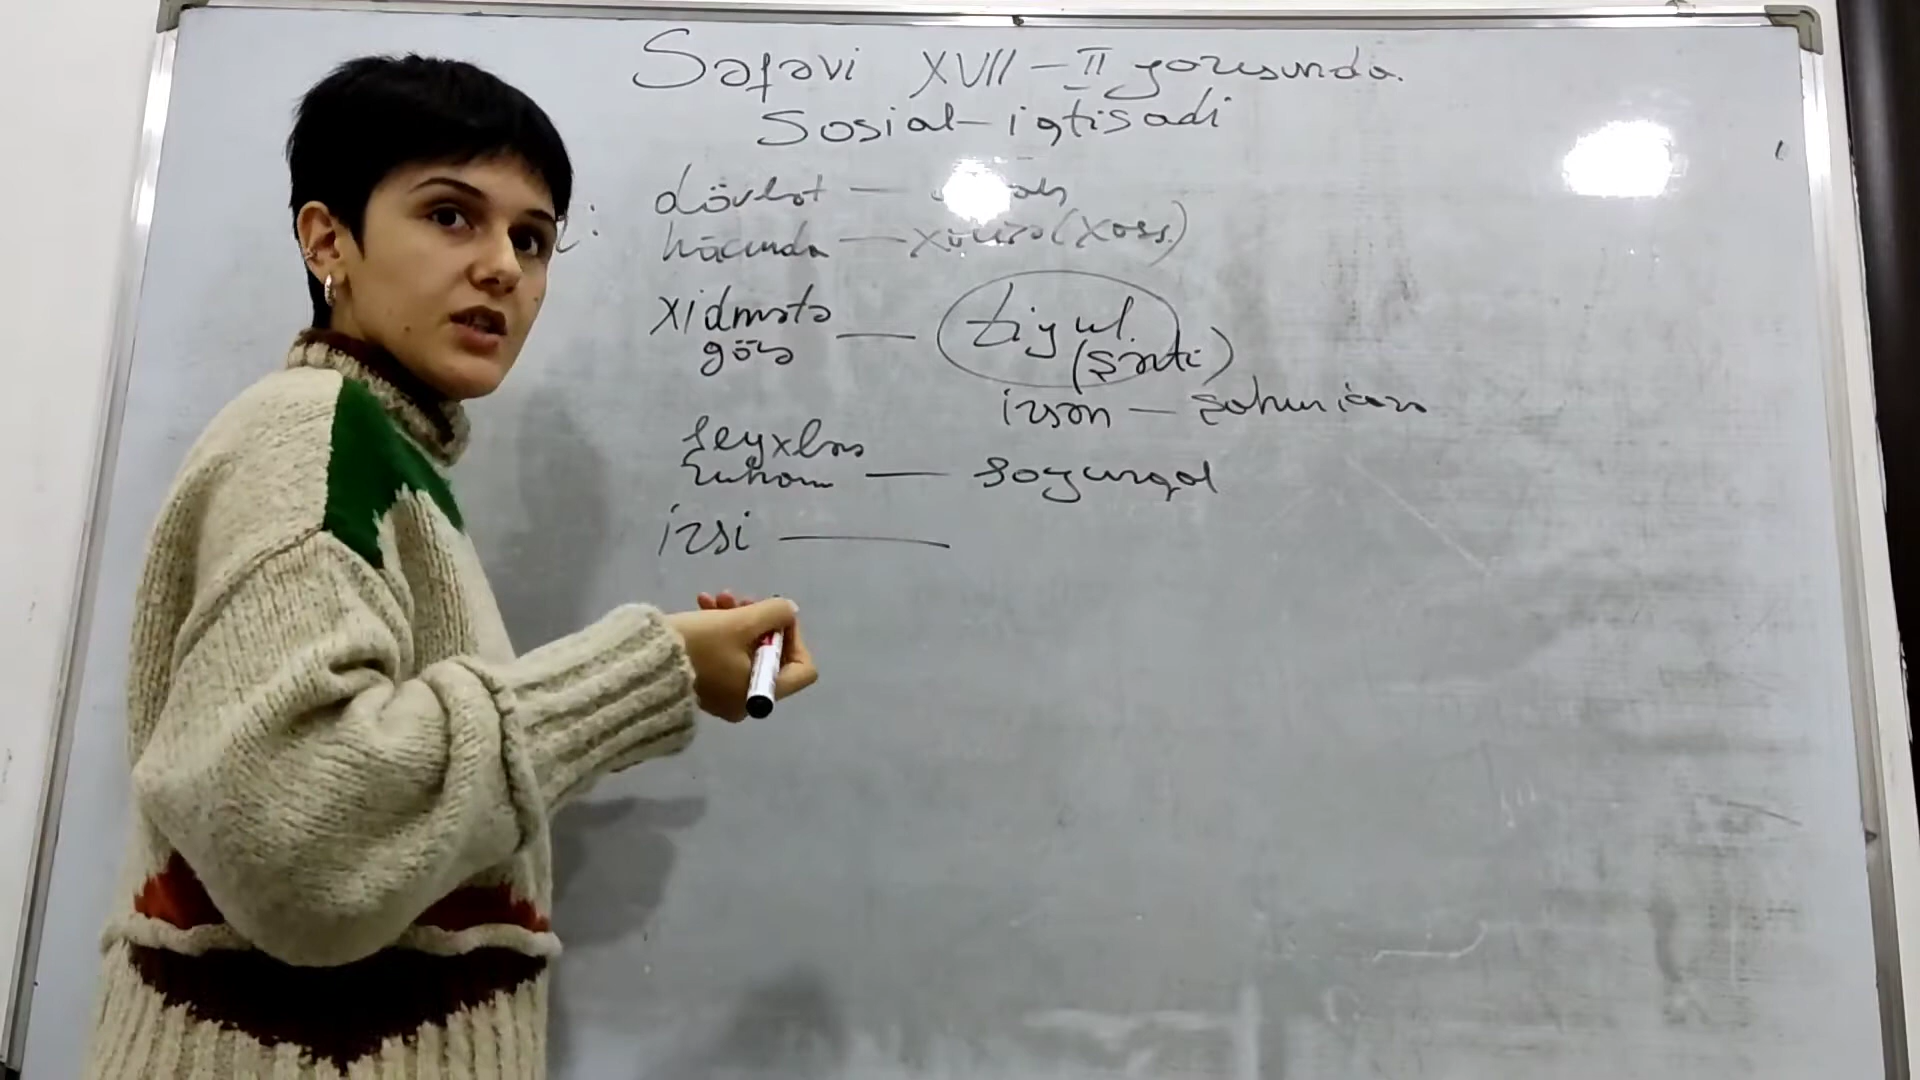 Səfəvi XVII – II yarısında
Sosial-iqtisadi
dövlət —
— xüsusi (xass.)
xidmətə görə — tiyul. (şərti)
irsən — şahın icazə
şeyxlər
ruhani — soyurqal
irsi —